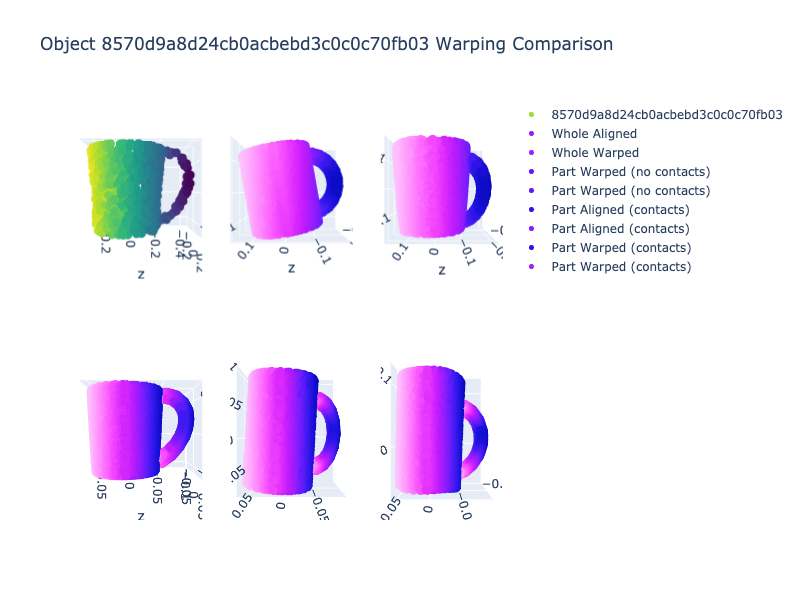 Object 8570d9a8d24cb0acbebd3c0c0c70fb03 Warping Comparison
8570d9a8d24cb0acbebd3c0c0c70fb03
Whole Aligned
Whole Warped
Part Warped (no contacts)
Part Warped (no contacts)
Part Aligned (contacts)
Part Aligned (contacts)
Part Warped (contacts)
Part Warped (contacts)
0.2 0 −0.2 −0.4
z
0.1 0 −0.1
z
0.1 0 −0.1
z
0 0.05
z
0.05 0 −0.05
0.05 0 −0.0